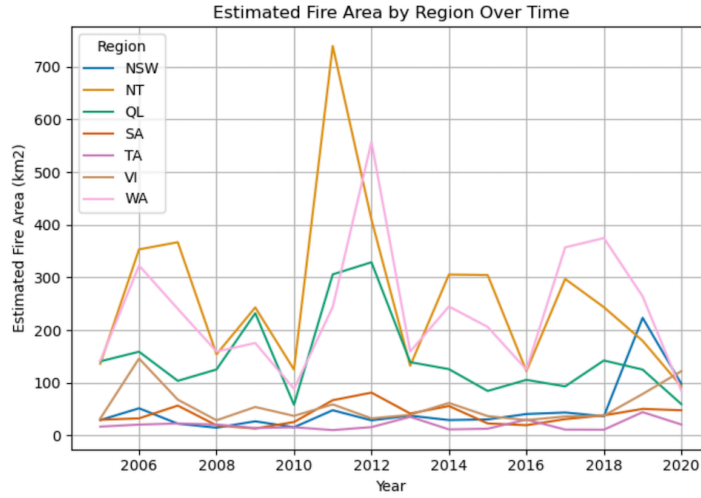 Estimated Fire Area by Region Over Time
Region
NSW
NT
QL
SA
TA
VI
WA
Estimated Fire Area (km2)
700
600
500
400
300
200
100
0
2006 2008 2010 2012 2014 2016 2018 2020
Year